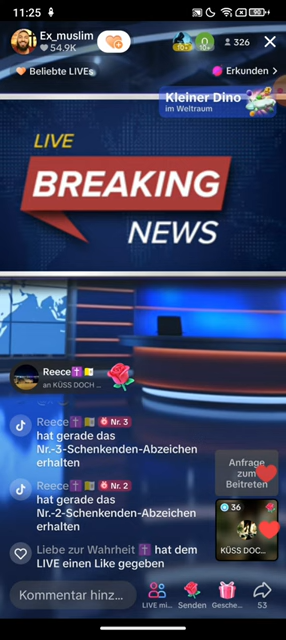 11:25
90
Ex_muslim
54.9K
10+
10+
326
Beliebte LIVEs
Erkunden >
Kleiner Dino
im Weltraum
LIVE
BREAKING
NEWS
Reece
an KÜSS DOCH ...
Reece Nr. 3
hat gerade das
Nr.-3-Schenkenden-Abzeichen
erhalten
Reece Nr. 2
hat gerade das
Nr.-2-Schenkenden-Abzeichen
erhalten
Liebe zur Wahrheit hat dem
LIVE einen Like gegeben
Anfrage
zum
Beitreten
36
KÜSS DOC...
Kommentar hinz...
LIVE mi...
Senden
Gesche...
53